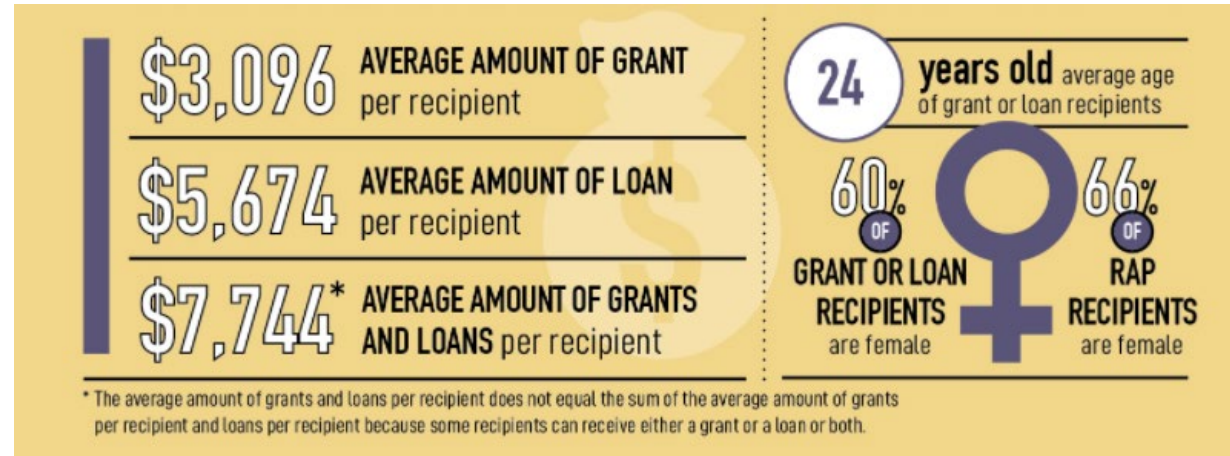 $3,096 AVERAGE AMOUNT OF GRANT
per recipient
$5,674 AVERAGE AMOUNT OF LOAN
per recipient
$7,744* AVERAGE AMOUNT OF GRANTS
AND LOANS per recipient
24 years old average age
of grant or loan recipients
60%
OF
GRANT OR LOAN
RECIPIENTS
are female
66%
OF
RAP
RECIPIENTS
are female
* The average amount of grants and loans per recipient does not equal the sum of the average amount of grants
per recipient and loans per recipient because some recipients can receive either a grant or a loan or both.